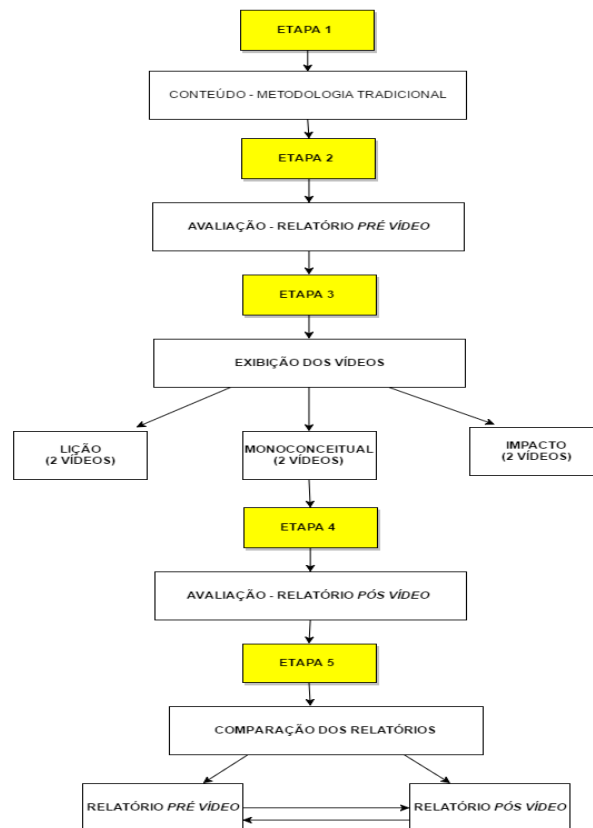 ETAPA 1
CONTEÚDO - METODOLOGIA TRADICIONAL
ETAPA 2
AVALIAÇÃO - RELATÓRIO PRÉ VÍDEO
ETAPA 3
EXIBIÇÃO DOS VÍDEOS
LIÇÃO
(2 VÍDEOS)
MONOCONCEITUAL
(2 VÍDEOS)
IMPACTO
(2 VÍDEOS)
ETAPA 4
AVALIAÇÃO - RELATÓRIO PÓS VÍDEO
ETAPA 5
COMPARAÇÃO DOS RELATÓRIOS
RELATÓRIO PRÉ VÍDEO
RELATÓRIO PÓS VÍDEO